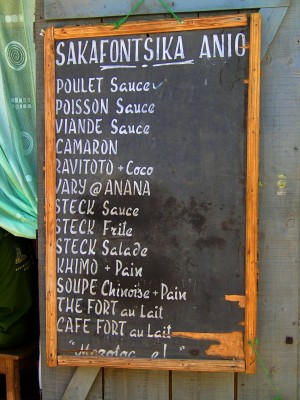 SAKAFONTSIKA ANIO
POULET Sauce
POISSON Sauce
VIANDE Sauce
CAMARON
RAVITOTO + Coco
VARY @ ANANA
STECK Sauce
STECK Frite
STECK Salade
KHIMO + Pain
SOUPE Chinoise + Pain
THE FORT au Lait
CAFE FORT au Lait